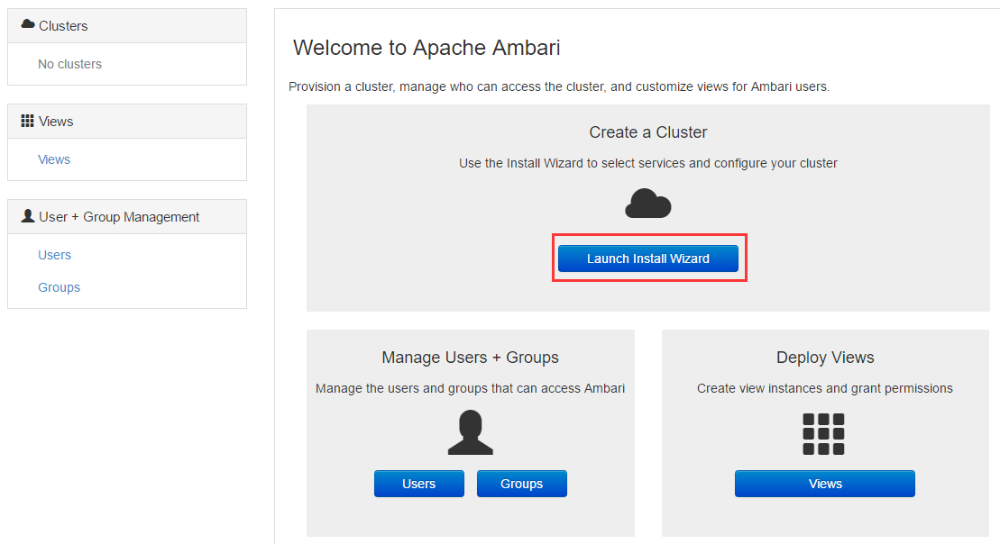 Clusters
No clusters
Views
Views
User + Group Management
Users
Groups
Welcome to Apache Ambari
Provision a cluster, manage who can access the cluster, and customize views for Ambari users.
Create a Cluster
Use the Install Wizard to select services and configure your cluster
Launch Install Wizard
Manage Users + Groups
Manage the users and groups that can access Ambari
Users
Groups
Deploy Views
Create view instances and grant permissions
Views